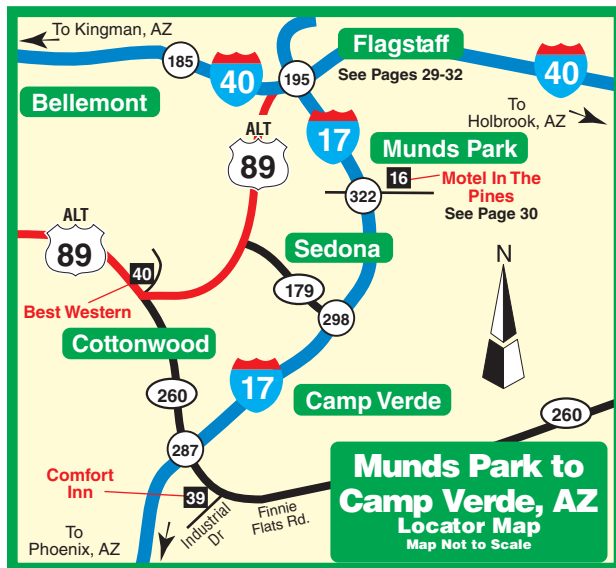 To Kingman, AZ
185
40
195
Flagstaff
See Pages 29-32
40
Bellemont
To
Holbrook, AZ
ALT
89
17
Munds Park
16
Motel In The
Pines
See Page 30
322
ALT
89
Sedona
N
40
Best Western
179
298
Cottonwood
17
260
Camp Verde
260
287
Comfort
Inn
39
Industrial
Dr
Finnie
Flats Rd.
To
Phoenix, AZ
Munds Park to
Camp Verde, AZ
Locator Map
Map Not to Scale